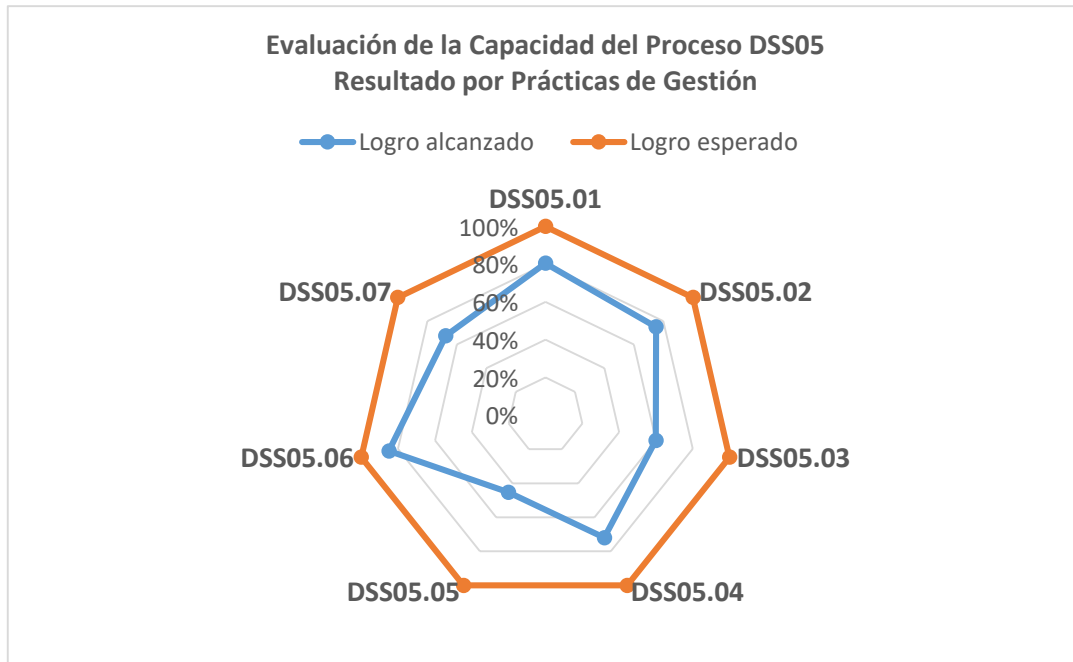 Evaluación de la Capacidad del Proceso DSS05
Resultado por Prácticas de Gestión
Logro alcanzado Logro esperado
DSS05.01
100%
80%
60%
40%
20%
0%
DSS05.02
DSS05.03
DSS05.04
DSS05.05
DSS05.06
DSS05.07